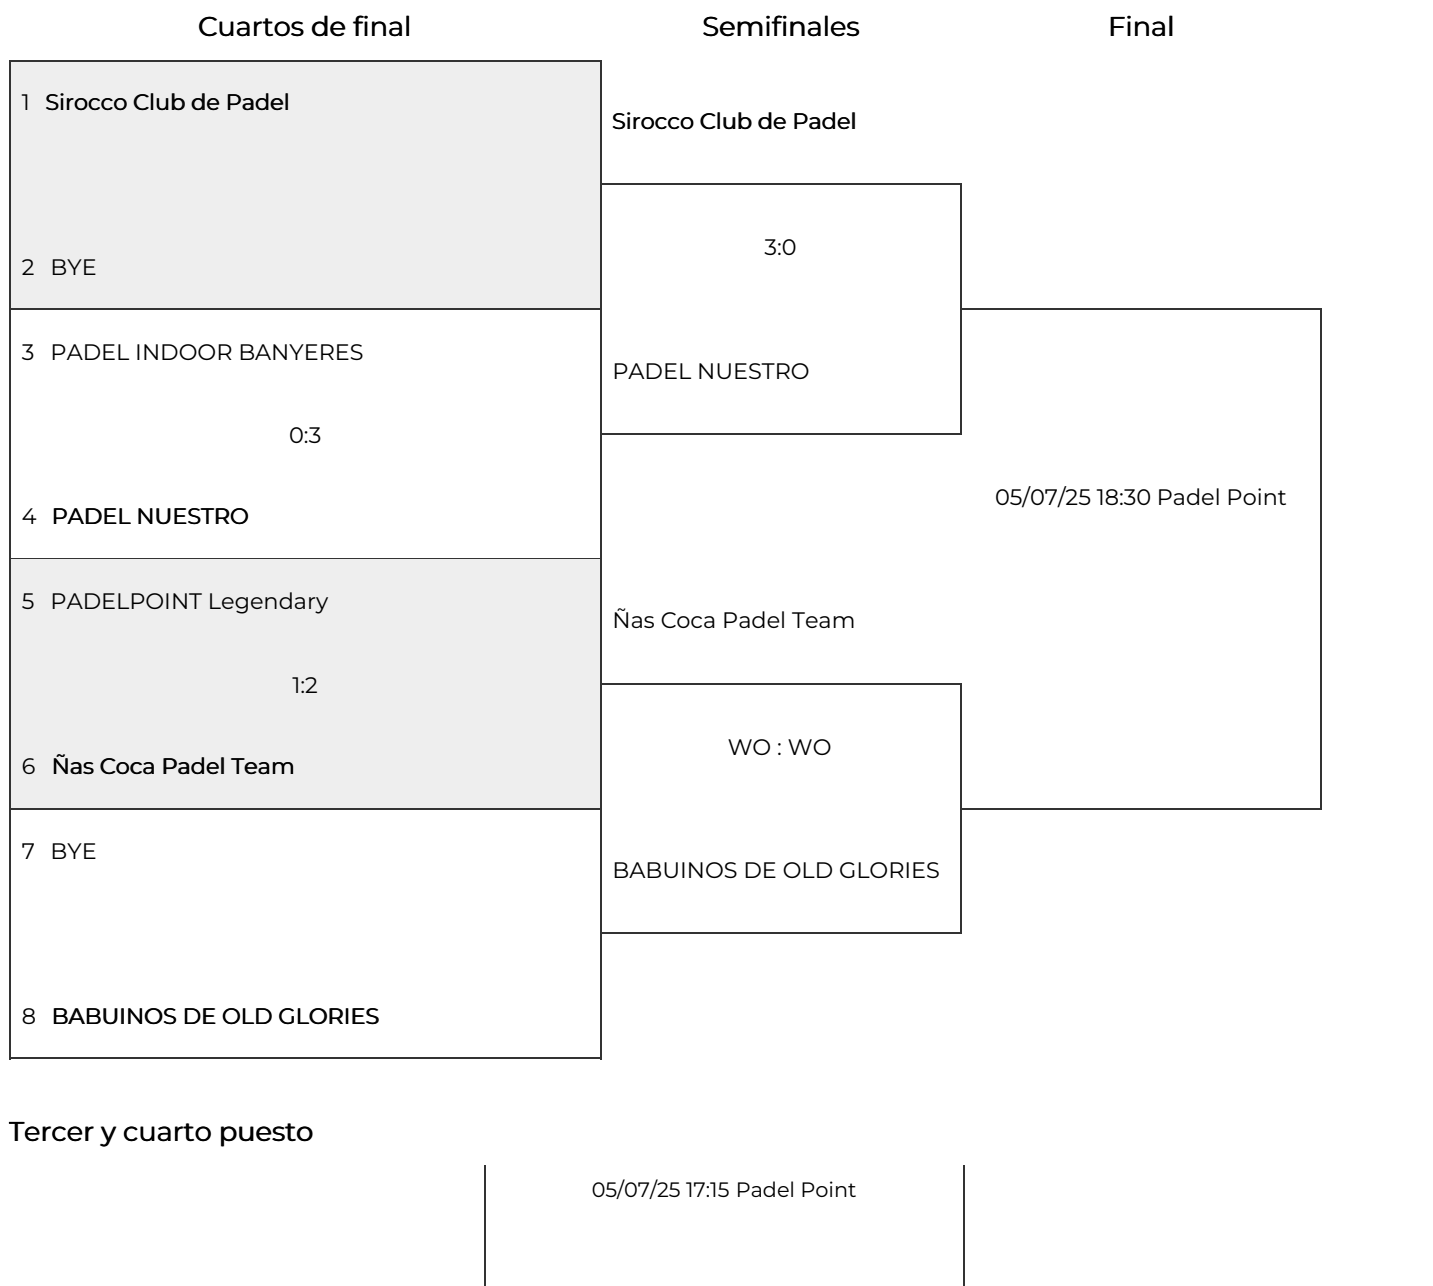 Cuartos de final
Semifinales
Final
1 Sirocco Club de Padel
2 BYE
3 PADEL INDOOR BANYERES
0:3
4 PADEL NUESTRO
5 PADELPOINT Legendary
1:2
6 Ñas Coca Padel Team
7 BYE
8 BABUINOS DE OLD GLORIES
Sirocco Club de Padel
3:0
PADEL NUESTRO
Ñas Coca Padel Team
WO : WO
BABUINOS DE OLD GLORIES
05/07/25 18:30 Padel Point
Tercer y cuarto puesto
05/07/25 17:15 Padel Point